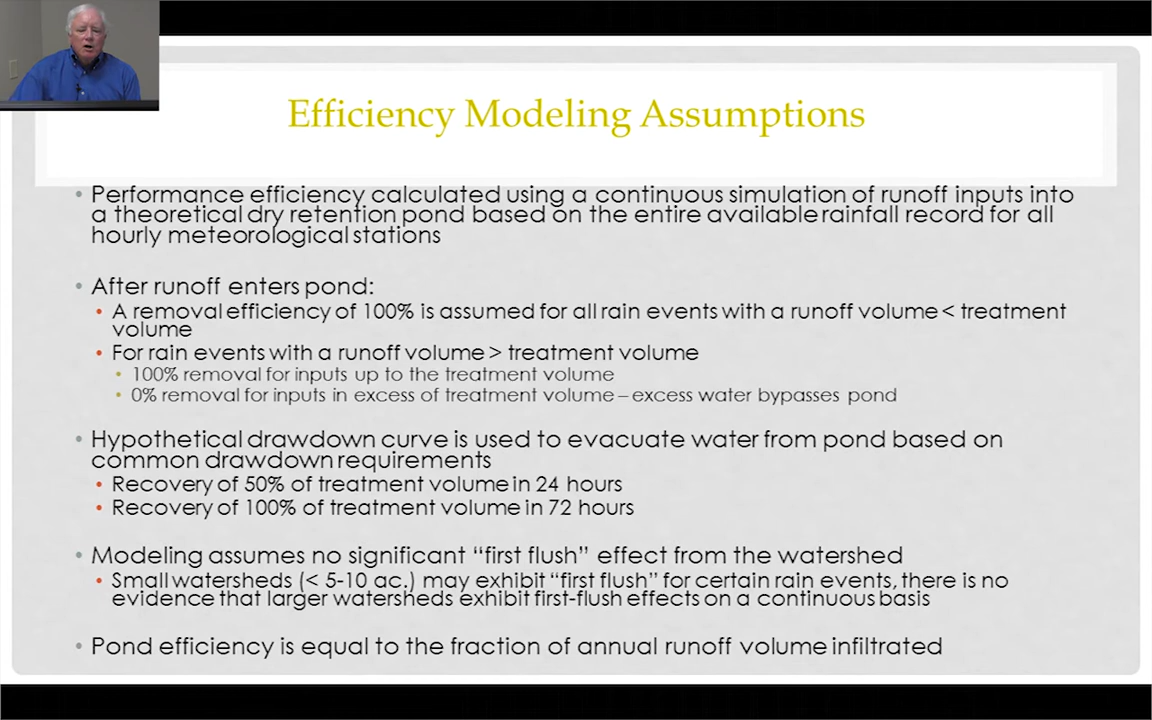 Efficiency Modeling Assumptions
• Performance efficiency calculated using a continuous simulation of runoff inputs into
a theoretical dry retention pond based on the entire available rainfall record for all
hourly meteorological stations
• After runoff enters pond:
• A removal efficiency of 100% is assumed for all rain events with a runoff volume < treatment
volume
• For rain events with a runoff volume > treatment volume
• 100% removal for inputs up to the treatment volume
• 0% removal for inputs in excess of treatment volume – excess water bypasses pond
• Hypothetical drawdown curve is used to evacuate water from pond based on
common drawdown requirements
• Recovery of 50% of treatment volume in 24 hours
• Recovery of 100% of treatment volume in 72 hours
• Modeling assumes no significant “first flush” effect from the watershed
• Small watersheds (< 5-10 ac.) may exhibit “first flush” for certain rain events, there is no
evidence that larger watersheds exhibit first-flush effects on a continuous basis
• Pond efficiency is equal to the fraction of annual runoff volume infiltrated